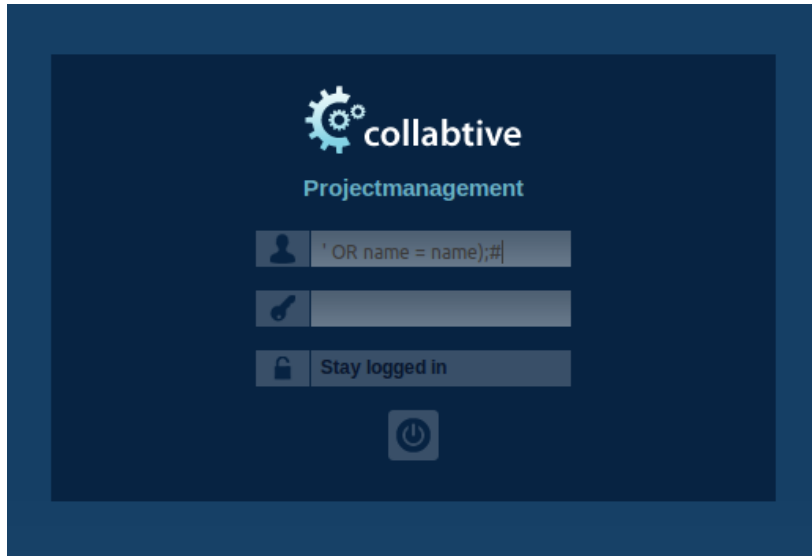 collabtive
Projectmanagement
' OR name = name);#
Stay logged in